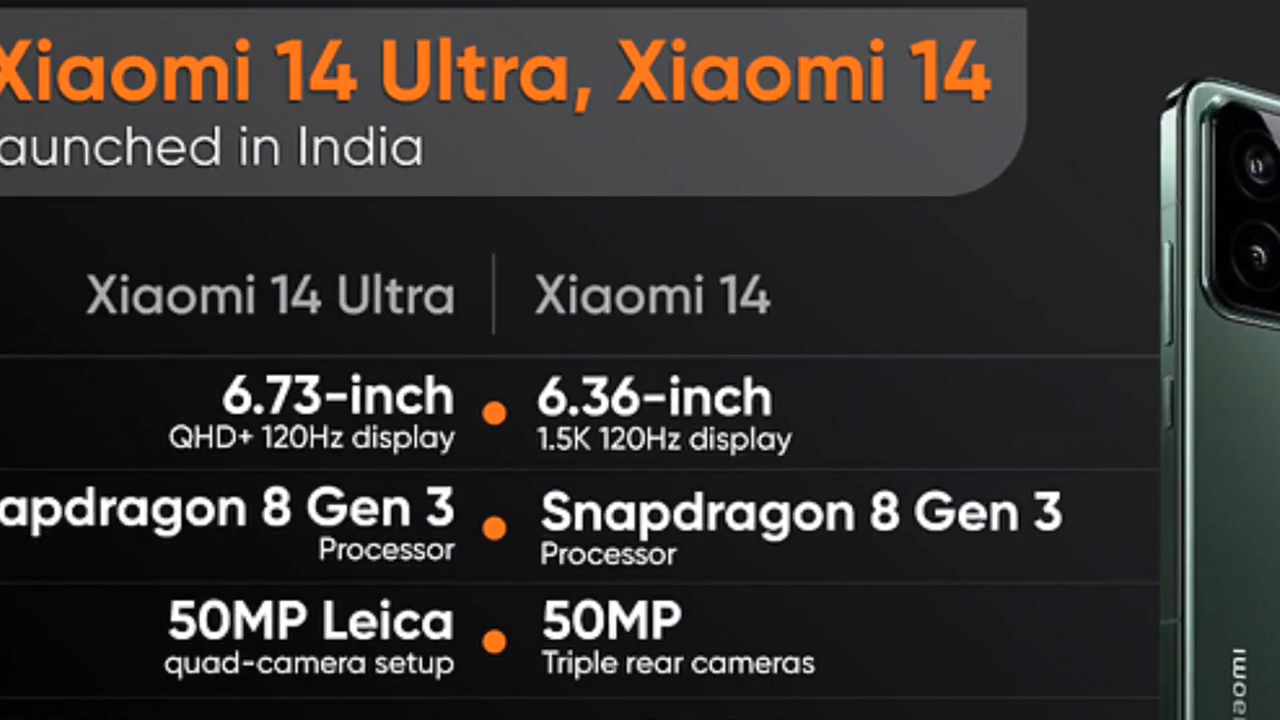 Xiaomi 14 Ultra, Xiaomi 14
aunched in India
Xiaomi 14 Ultra Xiaomi 14
6.73-inch 6.36-inch
QHD+ 120Hz display 1.5K 120Hz display
apdragon 8 Gen 3 Snapdragon 8 Gen 3
Processor Processor
50MP Leica 50MP
quad-camera setup Triple rear cameras
aomi